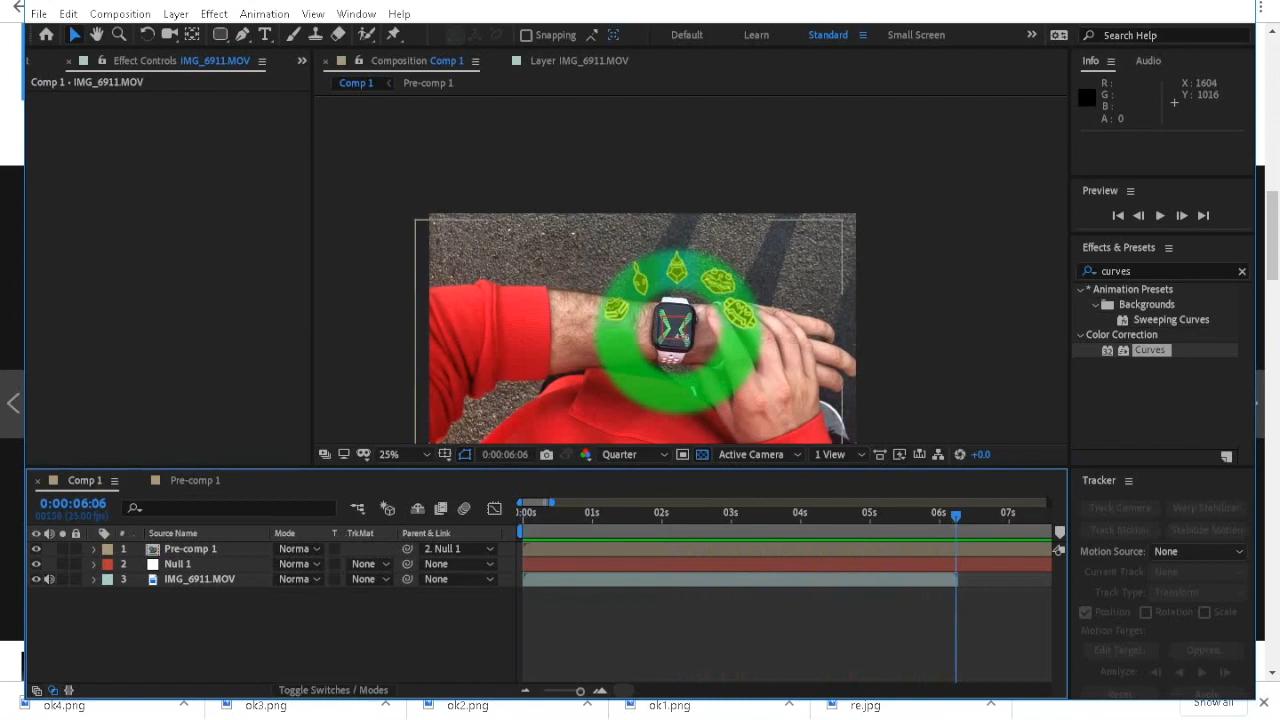 File Edit Composition Layer Effect Animation View Window Help
Snapping Default Learn Standard Small Screen Search Help
Effect Controls IMG_6911.MOV
Comp 1 • IMG_6911.MOV
Composition Comp 1 Layer IMG_6911.MOV
Comp 1 Pre-comp 1
Info Audio
R: G: B: A: 0
X: 1604
Y: 1016
Preview
Effects & Presets
curves
* Animation Presets
Backgrounds
Sweeping Curves
Color Correction
32 Curves
25% 0:00:06:06 Quarter Active Camera 1 View +0.0
Comp 1 Pre-comp 1
0:00:06:06
00156 (25.00 fps)
# Source Name Mode T TrkMat Parent & Link
:00s 01s 02s 03s 04s 05s 06s 07s
1 Pre-comp 1 Norma 2. Null 1
2 Null 1 Norma None None
3 IMG_6911.MOV Norma None None
Toggle Switches / Modes
Tracker
Track Camera Warp Stabilizer
Track Motion Stabilize Motion
Motion Source: None
Current Track: None
Track Type: Transform
Position Rotation Scale
Motion Target:
Edit Target... Options...
Analyze:
Reset Apply
ok4.png ok3.png ok2.png ok1.png re.jpg Show all